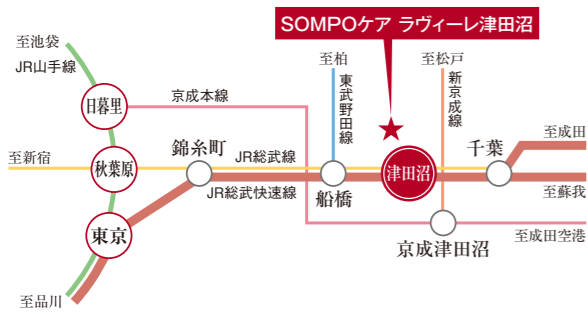 SOMPOケア ラヴィーレ津田沼
至池袋
JR山手線
至柏
至松戸
東武野田線
新京成線
日暮里
京成本線
至成田
錦糸町
千葉
至新宿
秋葉原
JR総武線
津田沼
JR総武快速線
船橋
至蘇我
東京
京成津田沼
至成田空港
至品川